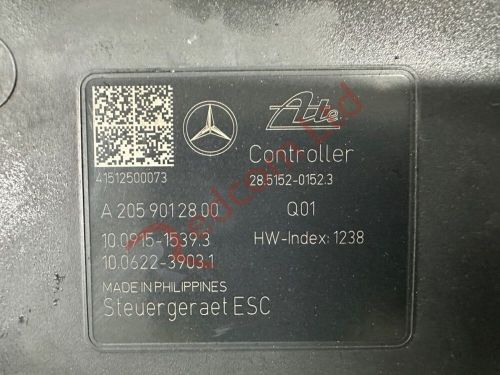 Ate
41512500073
Controller
28.5152-0152.3
A 205 901 28 00
Q01
10.0915-1539.3
HW-Index: 1238
10.0622-3903.1
MADE IN PHILIPPINES
Steuergeraet ESC